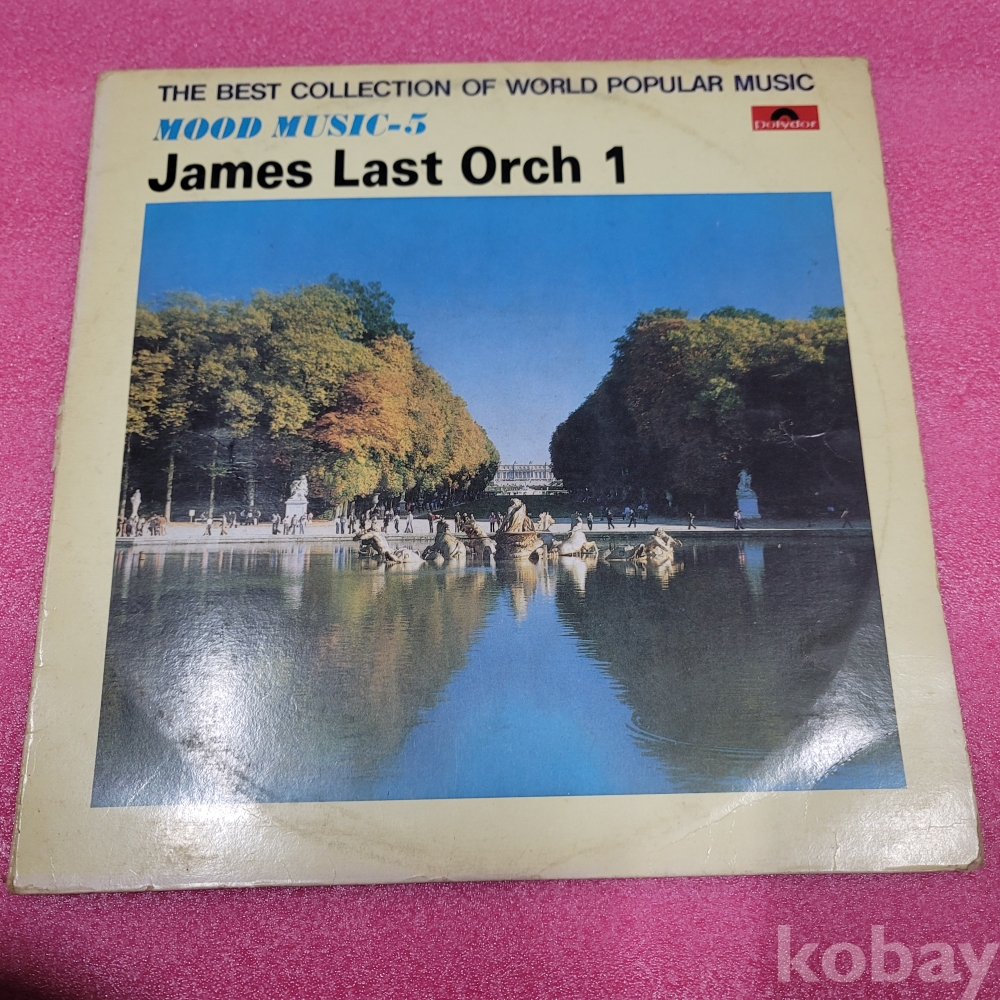 THE BEST COLLECTION OF WORLD POPULAR MUSIC
MOOD MUSIC-5
polydor
James Last Orch 1
kobay